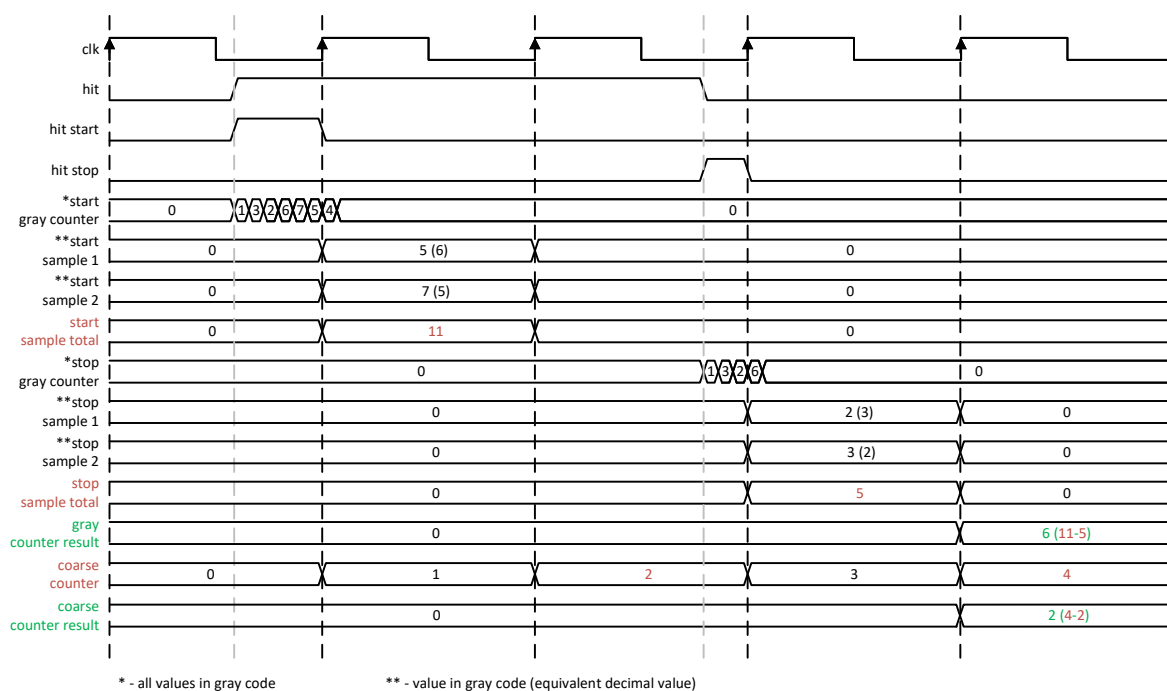 clk
hit
hit start
hit stop
*start
gray counter
0
1
3
2
6
7
5
4
0
**start
sample 1
0
5 (6)
0
**start
sample 2
0
7 (5)
0
start
sample total
0
11
0
*stop
gray counter
0
1
3
2
6
0
**stop
sample 1
0
2 (3)
0
**stop
sample 2
0
3 (2)
0
stop
sample total
0
5
0
gray
counter result
0
6 (11-5)
coarse
counter
0
1
2
3
4
coarse
counter result
0
2 (4-2)
* - all values in gray code
** - value in gray code (equivalent decimal value)